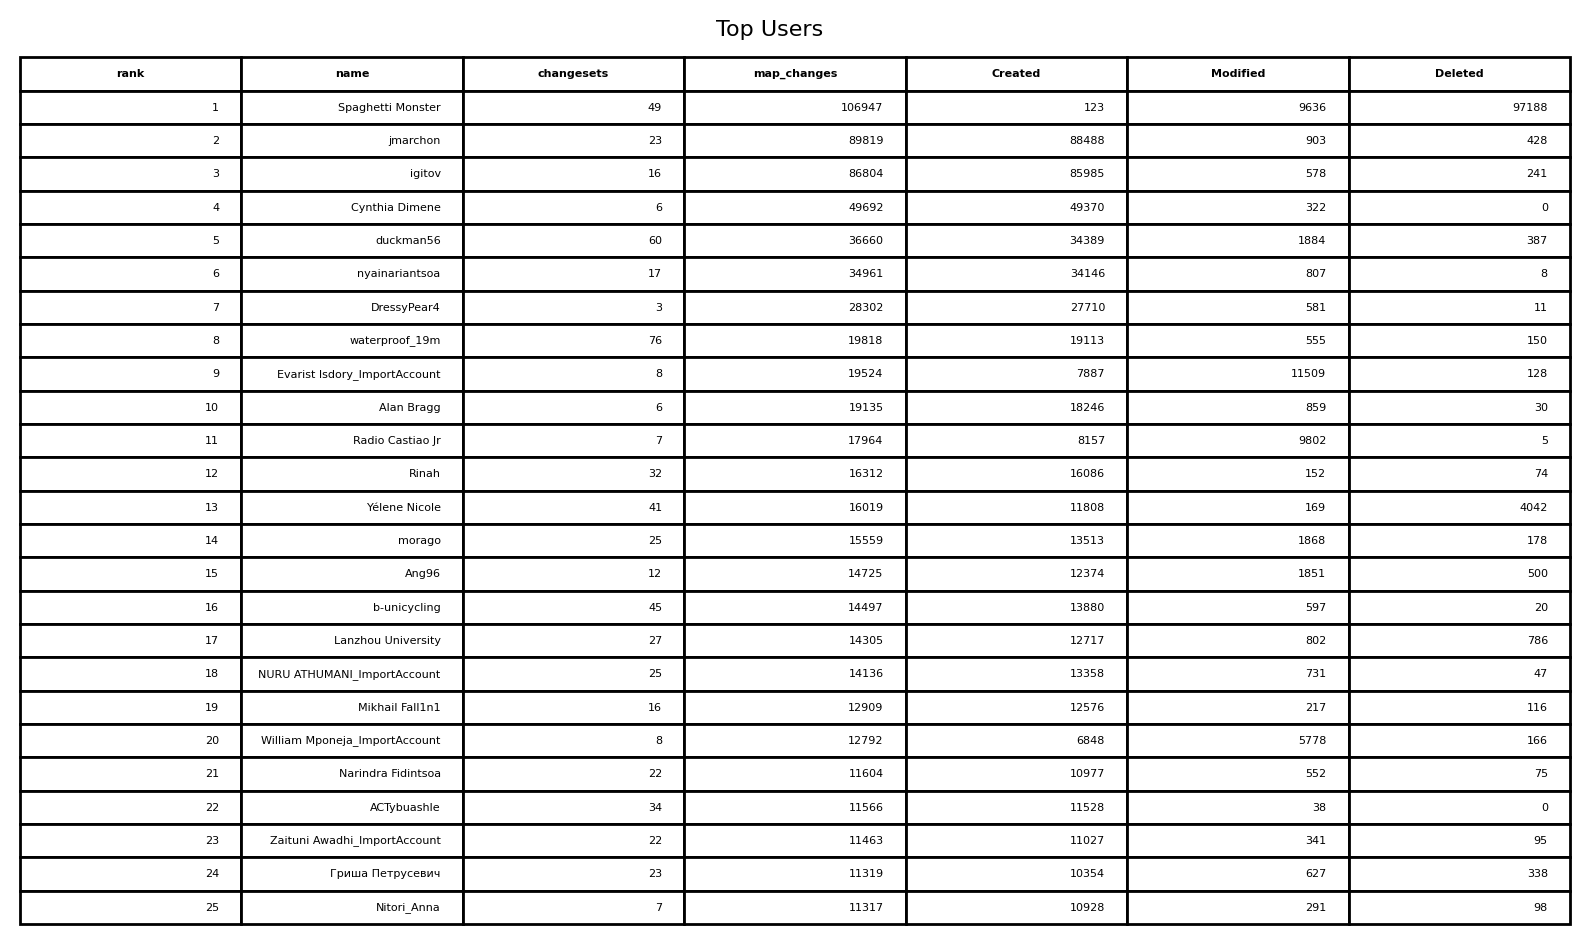 Top Users
rank name changesets map_changes Created Modified Deleted
1 Spaghetti Monster 49 106947 123 9636 97188
2 jmarchon 23 89819 88488 903 428
3 igitov 16 86804 85985 578 241
4 Cynthia Dimene 6 49692 49370 322 0
5 duckman56 60 36660 34389 1884 387
6 nyainariantsoa 17 34961 34146 807 8
7 DressyPear4 3 28302 27710 581 11
8 waterproof_19m 76 19818 19113 555 150
9 Evarist Isdory_ImportAccount 8 19524 7887 11509 128
10 Alan Bragg 6 19135 18246 859 30
11 Radio Castiao Jr 7 17964 8157 9802 5
12 Rinah 32 16312 16086 152 74
13 Yélene Nicole 41 16019 11808 169 4042
14 morago 25 15559 13513 1868 178
15 Ang96 12 14725 12374 1851 500
16 b-unicycling 45 14497 13880 597 20
17 Lanzhou University 27 14305 12717 802 786
18 NURU ATHUMANI_ImportAccount 25 14136 13358 731 47
19 Mikhail Fall1n1 16 12909 12576 217 116
20 William Mponeja_ImportAccount 8 12792 6848 5778 166
21 Narindra Fidintsoa 22 11604 10977 552 75
22 ACTybuashle 34 11566 11528 38 0
23 Zaituni Awadhi_ImportAccount 22 11463 11027 341 95
24 Гриша Петрусевич 23 11319 10354 627 338
25 Nitori_Anna 7 11317 10928 291 98